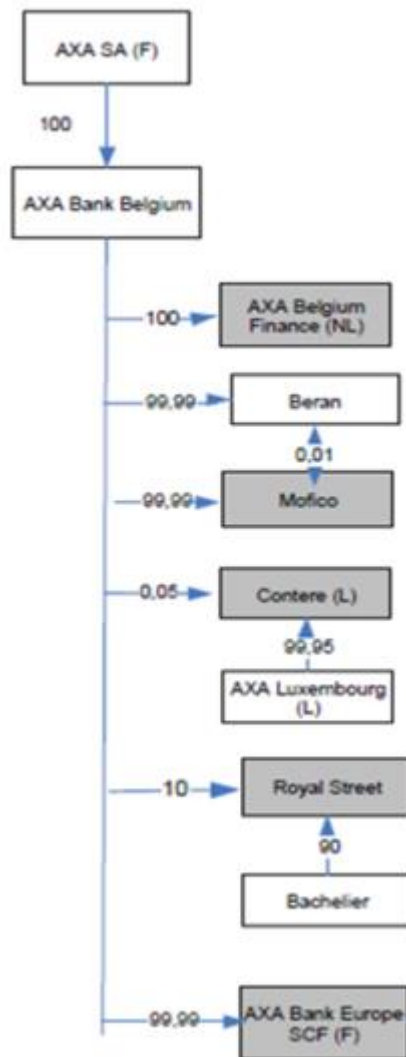 AXA SA (F)
100
AXA Bank Belgium
100
AXA Belgium
Finance (NL)
99,99
Beran
0,01
99,99
Mofico
0,05
Contere (L)
99,95
AXA Luxembourg
(L)
10
Royal Street
90
Bachelier
99,99
AXA Bank Europe
SCF (F)